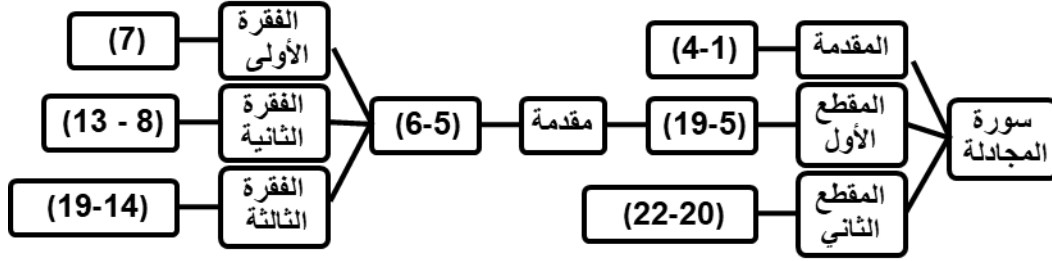 سورة
المجادلة
المقدمة
(4-1)
المقطع
الأول
(19-5)
مقدمة
(6-5)
الفقرة
الأولى
(7)
الفقرة
الثانية
(13 - 8)
الفقرة
الثالثة
(19-14)
المقطع
الثاني
(22-20)